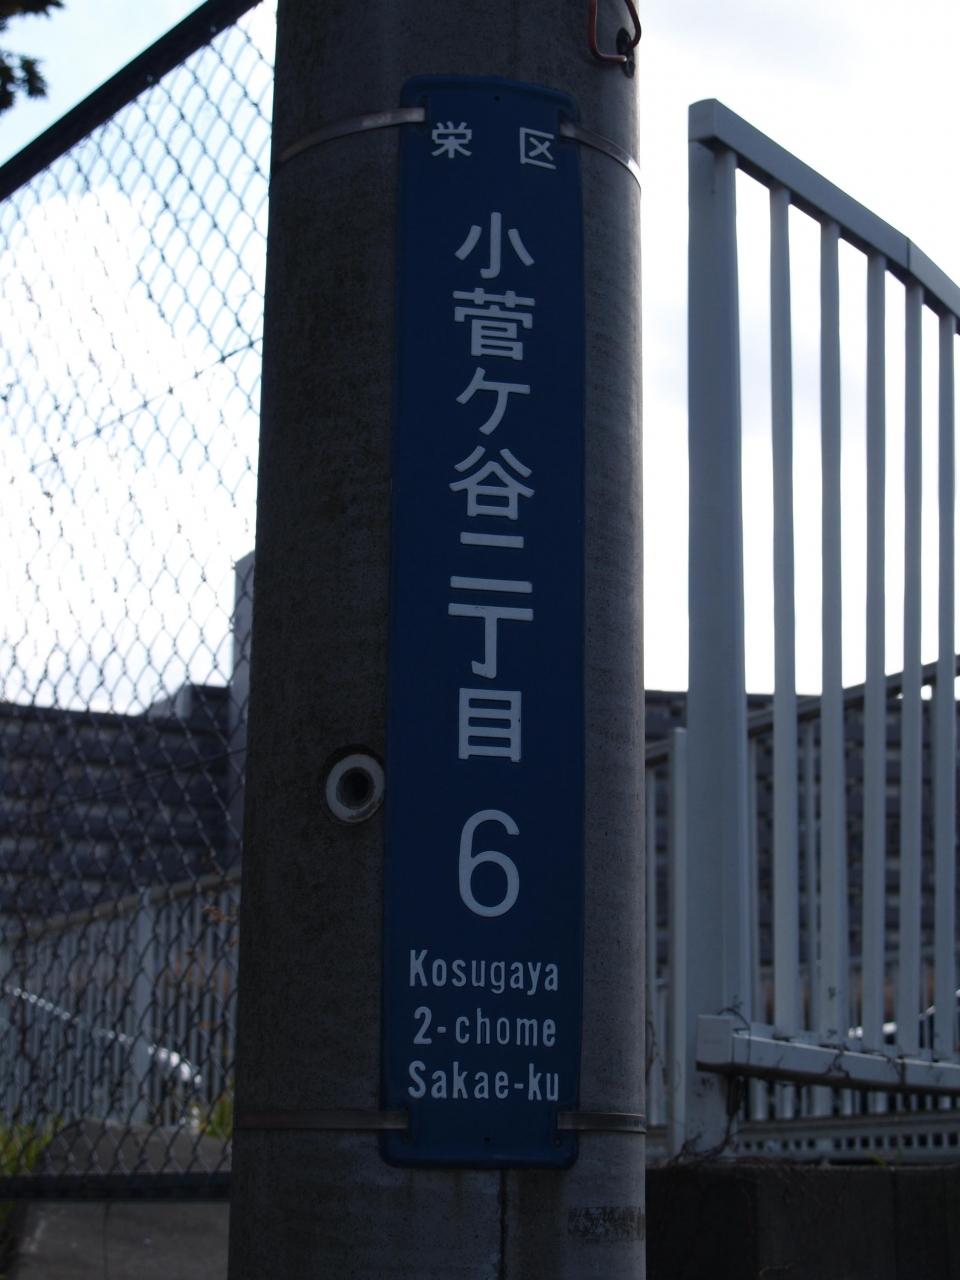 栄区
小菅ケ谷二丁目
6
Kosugaya
2-chome
Sakae-ku